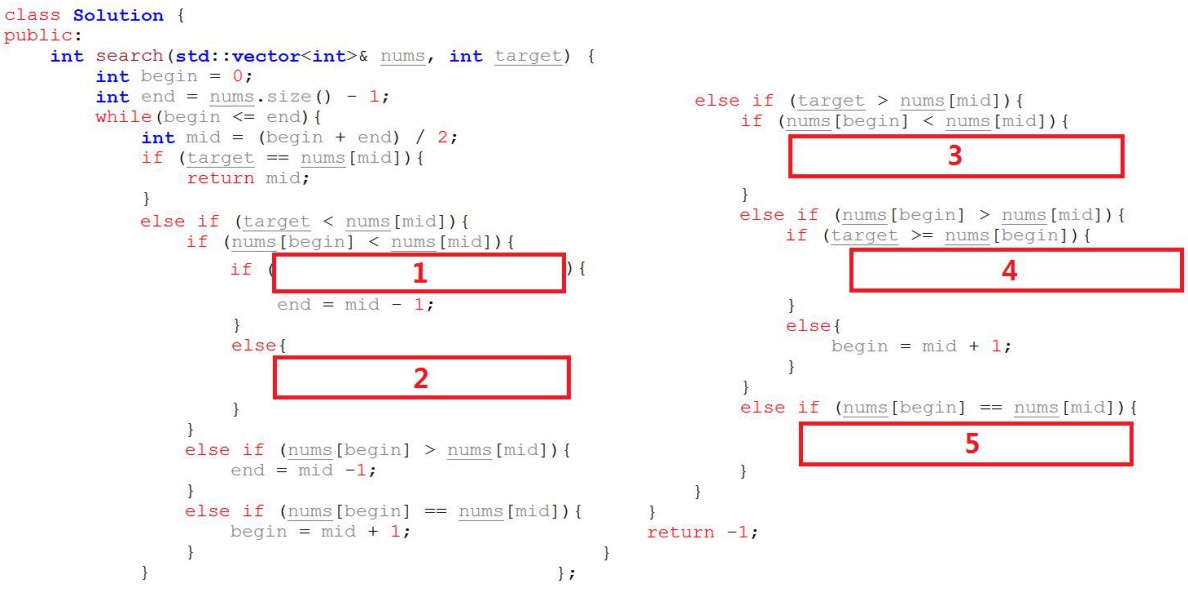 class Solution {
public:
    int search(std::vector<int>& nums, int target) {
        int begin = 0;
        int end = nums.size() - 1;
        while(begin <= end){
            int mid = (begin + end) / 2;
            if (target == nums[mid]){
                return mid;
            }
            else if (target < nums[mid]){
                if (nums[begin] < nums[mid]){
                    if ( 1 ){
                        end = mid - 1;
                    }
                    else{
                        2
                    }
                }
                else if (nums[begin] > nums[mid]){
                    end = mid -1;
                }
                else if (nums[begin] == nums[mid]){
                    begin = mid + 1;
                }
            }
            else if (target > nums[mid]){
                if (nums[begin] < nums[mid]){
                    3
                }
                else if (nums[begin] > nums[mid]){
                    if (target >= nums[begin]){
                        4
                    }
                    else{
                        begin = mid + 1;
                    }
                }
                else if (nums[begin] == nums[mid]){
                    5
                }
            }
        }
        return -1;
    }
};